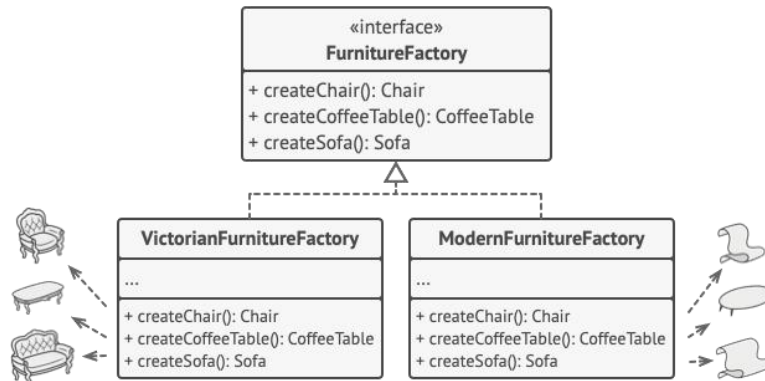 «interface»
FurnitureFactory
+ createChair(): Chair
+ createCoffeeTable(): CoffeeTable
+ createSofa(): Sofa
VictorianFurnitureFactory
...
+ createChair(): Chair
+ createCoffeeTable(): CoffeeTable
+ createSofa(): Sofa
ModernFurnitureFactory
...
+ createChair(): Chair
+ createCoffeeTable(): CoffeeTable
+ createSofa(): Sofa